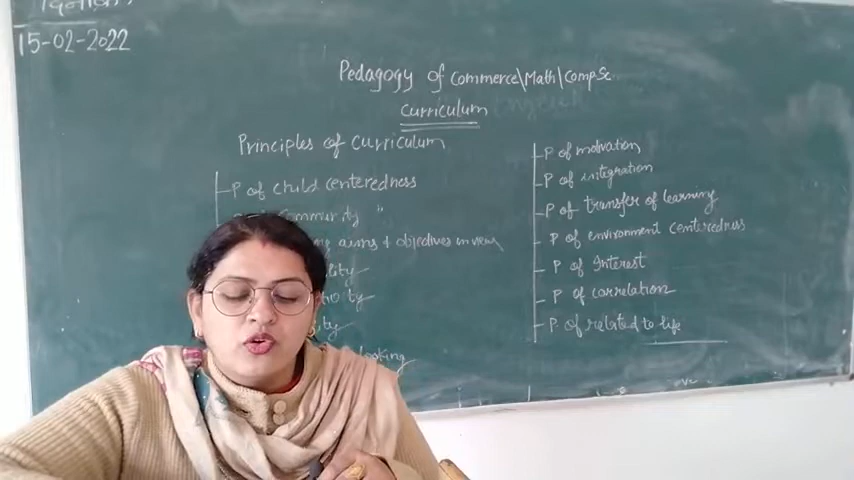 15-02-2022
Pedagogy of Commerce\Math\Comp.Sc.
Curriculum
Principles of Curriculum
P of child centeredness
Community "
aims & objectives in view
P of motivation
P of integration
P of transfer of learning
P of environment centeredness
P of Interest
P of correlation
P of related to life